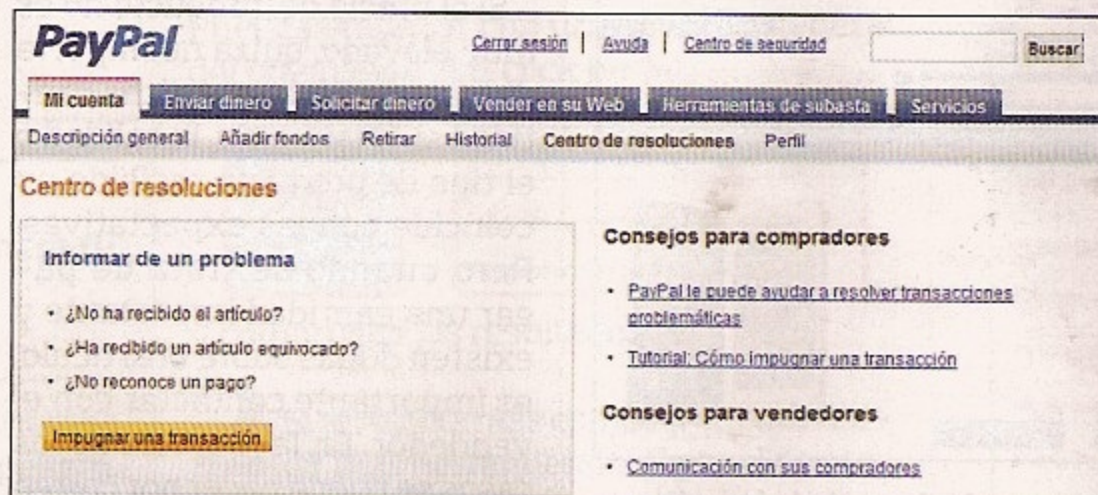 PayPal
Cerrar sesión | Ayuda | Centro de seguridad
Buscar
Mi cuenta Enviar dinero Solicitar dinero Vender en su Web Herramientas de subasta Servicios
Descripción general Añadir fondos Retirar Historial Centro de resoluciones Perfil
Centro de resoluciones
Informar de un problema
• ¿No ha recibido el artículo?
• ¿Ha recibido un artículo equivocado?
• ¿No reconoce un pago?
Impugnar una transacción
Consejos para compradores
• PayPal le puede ayudar a resolver transacciones
problemáticas
• Tutorial: Cómo impugnar una transacción
Consejos para vendedores
• Comunicación con sus compradores